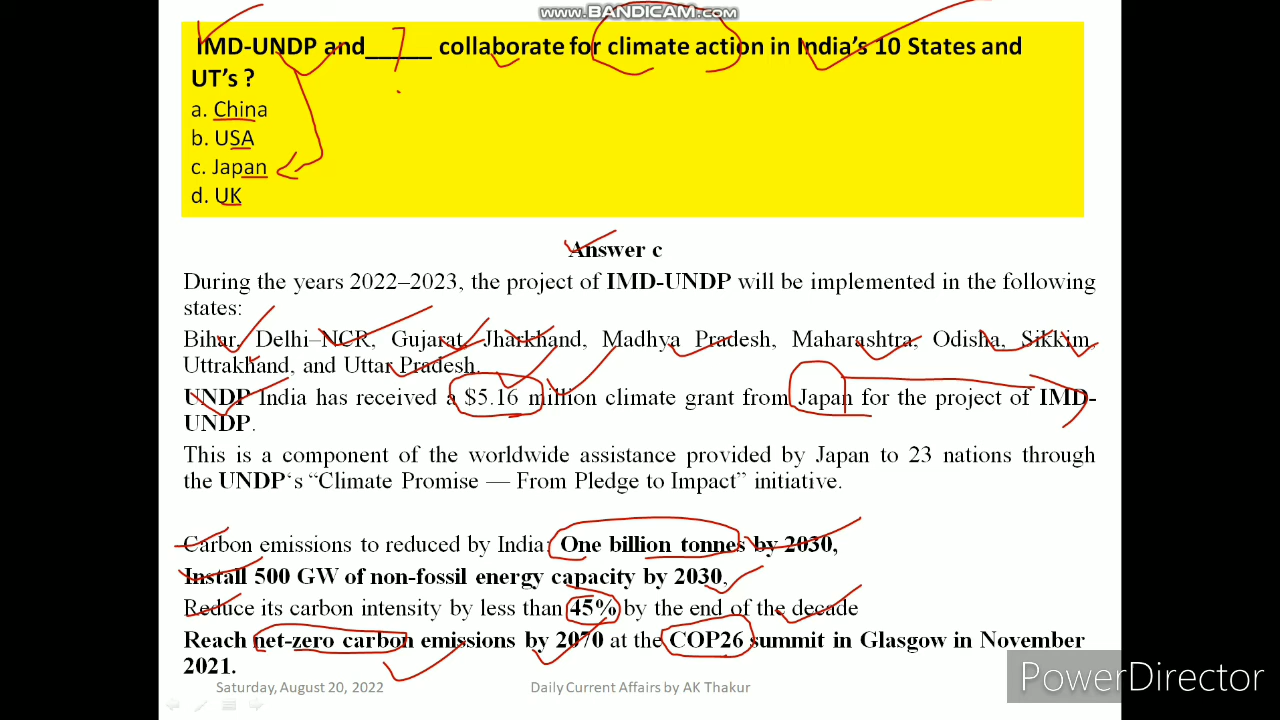 www.BANDICAM.com
IMD-UNDP and_____ collaborate for climate action in India's 10 States and
UT's ?
a. China
b. USA
c. Japan
d. UK
Answer c
During the years 2022–2023, the project of IMD-UNDP will be implemented in the following
states:
Bihar, Delhi–NCR, Gujarat, Jharkhand, Madhya Pradesh, Maharashtra, Odisha, Sikkim,
Uttrakhand, and Uttar Pradesh.
UNDP India has received a $5.16 million climate grant from Japan for the project of IMD-
UNDP.
This is a component of the worldwide assistance provided by Japan to 23 nations through
the UNDP's “Climate Promise — From Pledge to Impact” initiative.
Carbon emissions to reduced by India: One billion tonnes by 2030,
Install 500 GW of non-fossil energy capacity by 2030,
Reduce its carbon intensity by less than 45% by the end of the decade
Reach net-zero carbon emissions by 2070 at the COP26 summit in Glasgow in November
2021.
Saturday, August 20, 2022 Daily Current Affairs by AK Thakur
PowerDirector